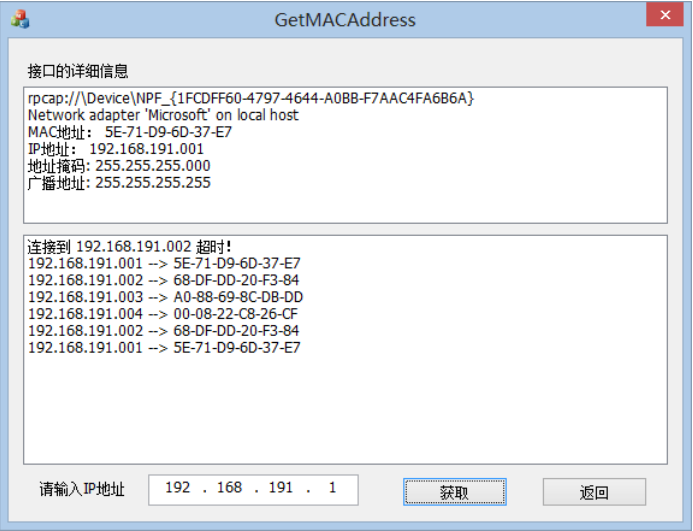 GetMACAddress
接口的详细信息
rpcap://\Device\NPF_{1FCDFF60-4797-4644-A0BB-F7AAC4FA6B6A}
Network adapter 'Microsoft' on local host
MAC地址： 5E-71-D9-6D-37-E7
IP地址： 192.168.191.001
地址掩码: 255.255.255.000
广播地址: 255.255.255.255
连接到 192.168.191.002 超时!
192.168.191.001 --> 5E-71-D9-6D-37-E7
192.168.191.002 --> 68-DF-DD-20-F3-84
192.168.191.003 --> A0-88-69-8C-DB-DD
192.168.191.004 --> 00-08-22-C8-26-CF
192.168.191.002 --> 68-DF-DD-20-F3-84
192.168.191.001 --> 5E-71-D9-6D-37-E7
请输入IP地址 192 . 168 . 191 . 1 获取 返回